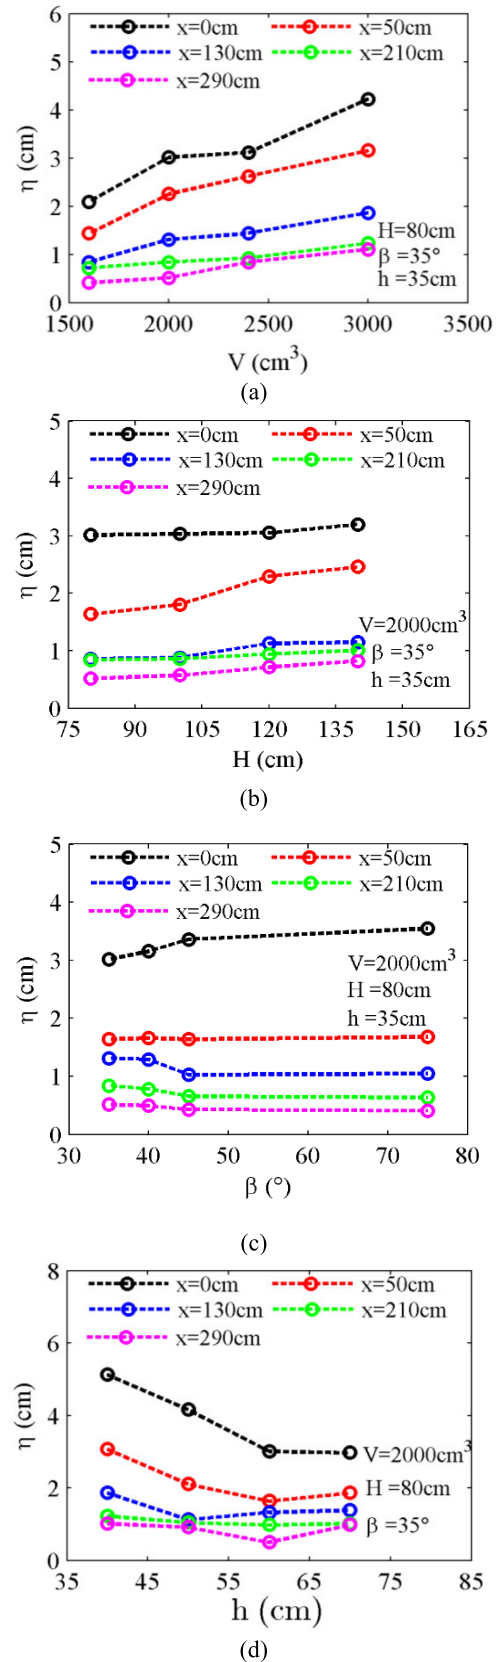 6
5
4
3
2
1
0
η (cm)
x=0cm x=50cm
x=130cm x=210cm
x=290cm
H=80cm
β =35°
h =35cm
1500 2000 2500 3000 3500
V (cm³)
(a)
5
4
3
2
1
0
η (cm)
x=0cm x=50cm
x=130cm x=210cm
x=290cm
V=2000cm³
β =35°
h =35cm
75 90 105 120 135 150 165
H (cm)
(b)
5
4
3
2
1
0
η (cm)
x=0cm x=50cm
x=130cm x=210cm
x=290cm
V=2000cm³
H =80cm
h =35cm
30 40 50 60 70 80
β (°)
(c)
8
6
4
2
0
η (cm)
x=0cm x=50cm
x=130cm x=210cm
x=290cm
V=2000cm³
H =80cm
β =35°
35 45 55 65 75 85
h (cm)
(d)